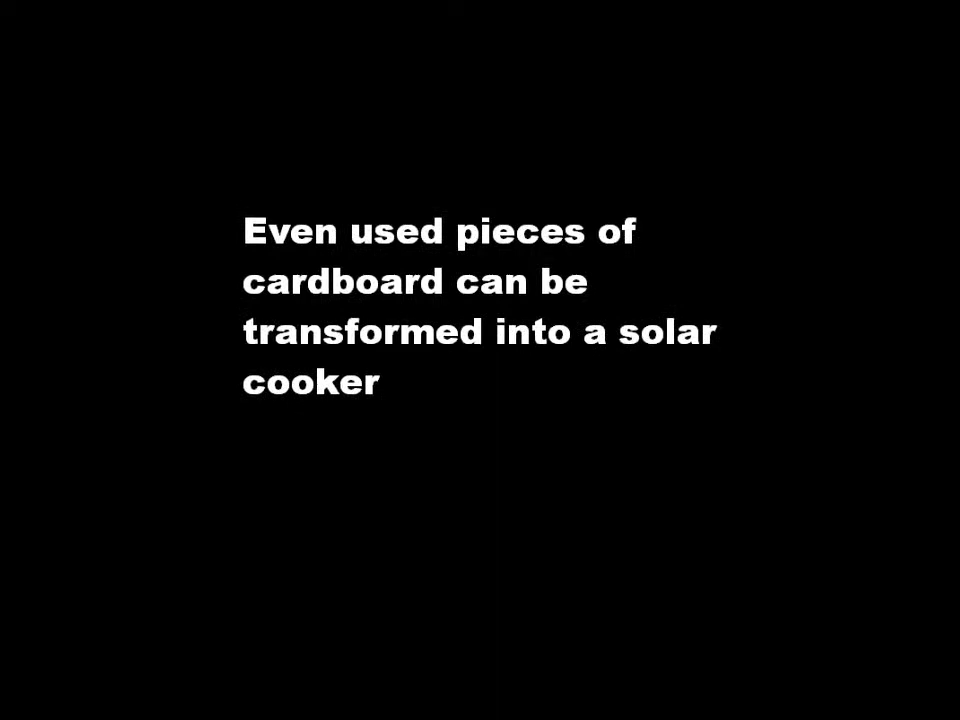 Even used pieces of
cardboard can be
transformed into a solar
cooker